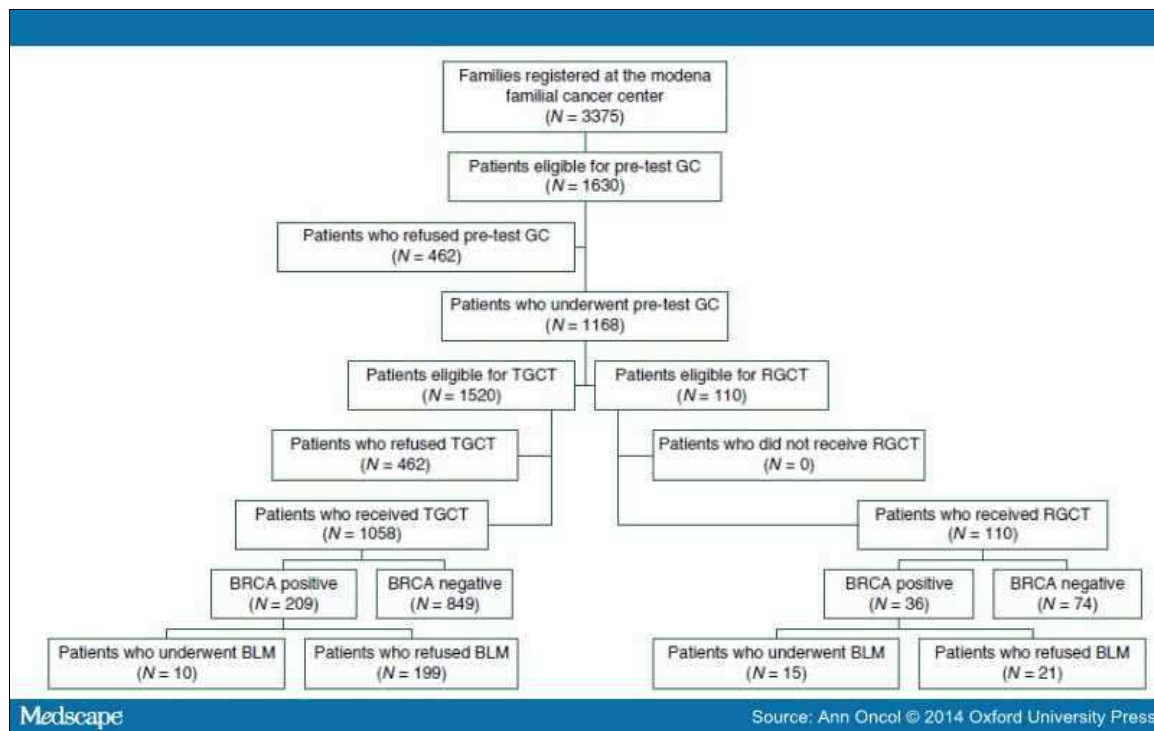 Families registered at the modena
familial cancer center
(N = 3375)
Patients eligible for pre-test GC
(N = 1630)
Patients who refused pre-test GC
(N = 462)
Patients who underwent pre-test GC
(N = 1168)
Patients eligible for TGCT
(N = 1520)
Patients eligible for RGCT
(N = 110)
Patients who refused TGCT
(N = 462)
Patients who did not receive RGCT
(N = 0)
Patients who received TGCT
(N = 1058)
Patients who received RGCT
(N = 110)
BRCA positive
(N = 209)
BRCA negative
(N = 849)
BRCA positive
(N = 36)
BRCA negative
(N = 74)
Patients who underwent BLM
(N = 10)
Patients who refused BLM
(N = 199)
Patients who underwent BLM
(N = 15)
Patients who refused BLM
(N = 21)
Medscape
Source: Ann Oncol © 2014 Oxford University Press